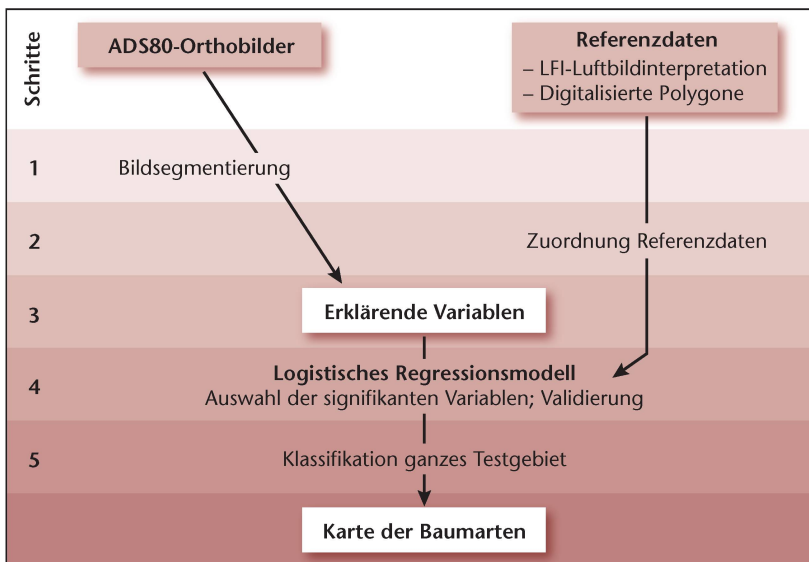 Schritte
ADS80-Orthobilder
Referenzdaten
– LFI-Luftbildinterpretation
– Digitalisierte Polygone
1
Bildsegmentierung
2
Zuordnung Referenzdaten
3
Erklärende Variablen
4
Logistisches Regressionsmodell
Auswahl der signifikanten Variablen; Validierung
5
Klassifikation ganzes Testgebiet
Karte der Baumarten